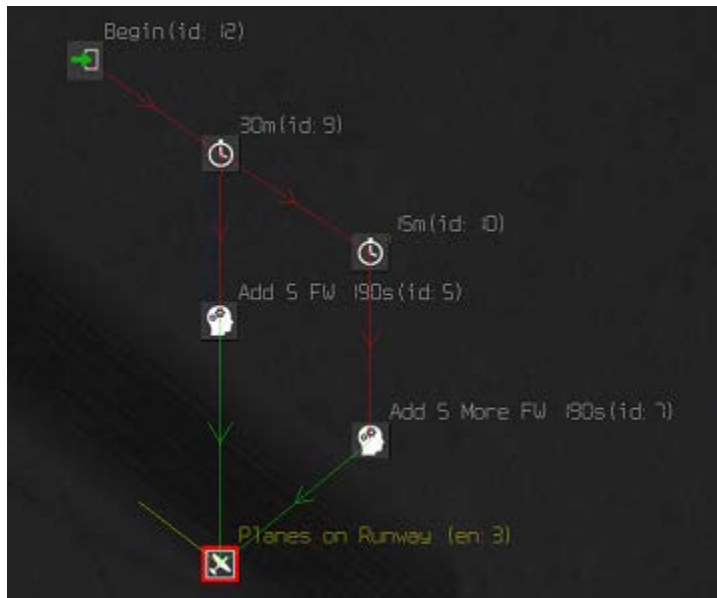 Begin(id: 12)
30m(id: 9)
15m(id: 10)
Add 5 FW 190s(id: 5)
Add 5 More FW 190s(id: 7)
Planes on Runway (en: 3)